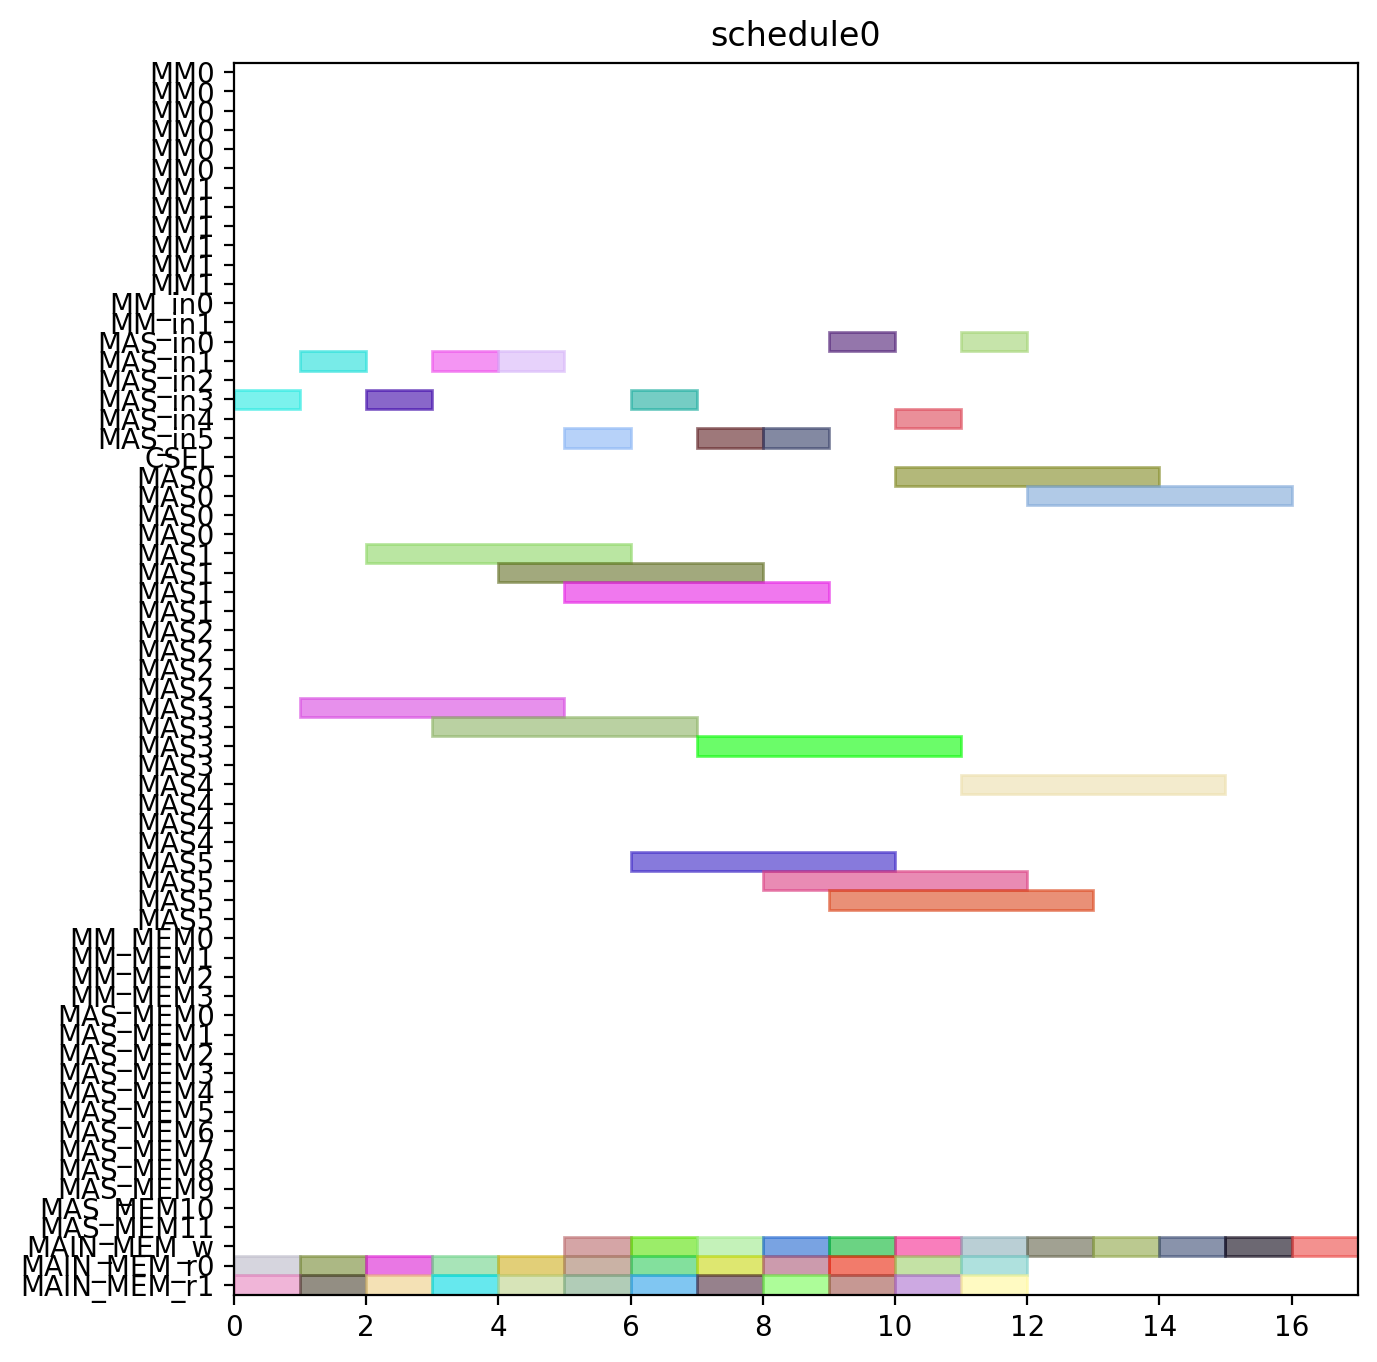 schedule0
MM0
MM0
MM0
MM0
MM0
MM0
MM1
MM1
MM1
MM1
MM1
MM1
MM_in0
MM_in1
MAS_in0
MAS_in1
MAS_in2
MAS_in3
MAS_in4
MAS_in5
CSEL
MAS0
MAS0
MAS0
MAS0
MAS1
MAS1
MAS1
MAS1
MAS2
MAS2
MAS2
MAS2
MAS3
MAS3
MAS3
MAS3
MAS4
MAS4
MAS4
MAS4
MAS5
MAS5
MAS5
MAS5
MM_MEM0
MM_MEM1
MM_MEM2
MM_MEM3
MAS_MEM0
MAS_MEM1
MAS_MEM2
MAS_MEM3
MAS_MEM4
MAS_MEM5
MAS_MEM6
MAS_MEM7
MAS_MEM8
MAS_MEM9
MAS_MEM10
MAS_MEM11
MAIN_MEM_w
MAIN_MEM_r0
MAIN_MEM_r1
0 2 4 6 8 10 12 14 16